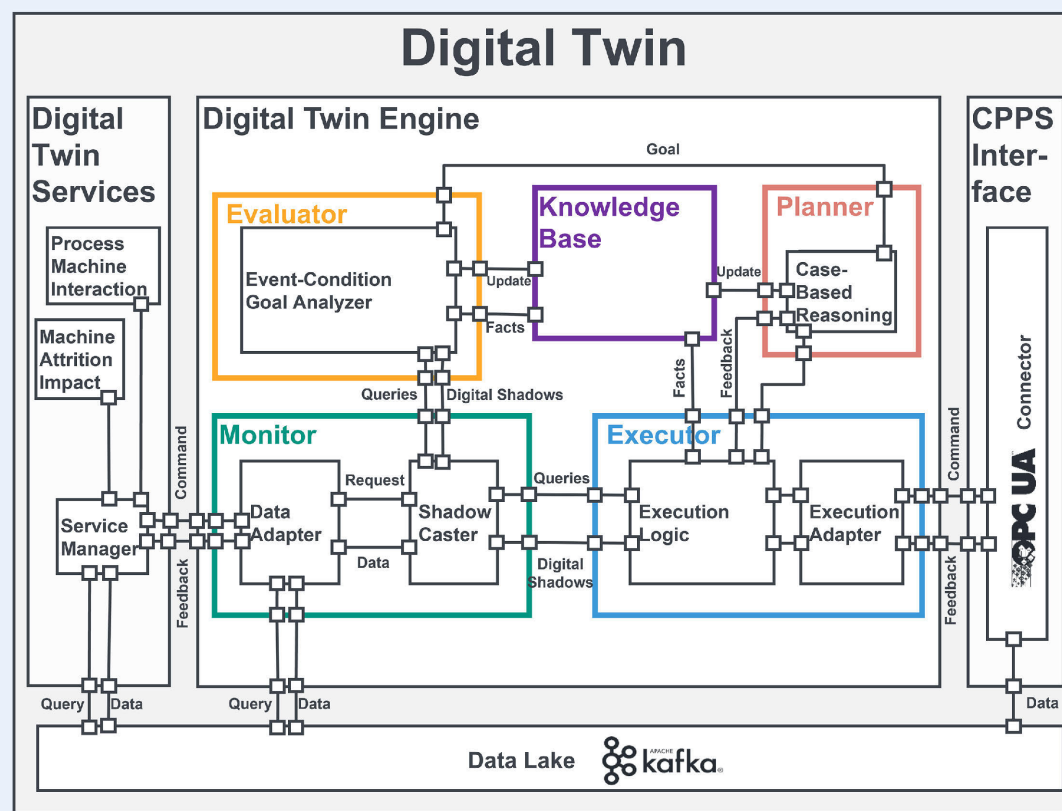 Digital Twin
Digital
Twin
Services
Digital Twin Engine
CPPS
Inter-
face
Goal
Process
Machine
Interaction
Machine
Attrition
Impact
Evaluator
Event-Condition
Goal Analyzer
Update
Facts
Knowledge
Base
Update
Planner
Case-
Based
Reasoning
Queries
Digital Shadows
Facts
Feedback
Connector
OPC UA
Service
Manager
Command
Feedback
Monitor
Data
Adapter
Request
Data
Shadow
Caster
Queries
Digital
Shadows
Executor
Execution
Logic
Execution
Adapter
Command
Feedback
Query
Data
Query
Data
Data
Data Lake
APACHE
kafka®